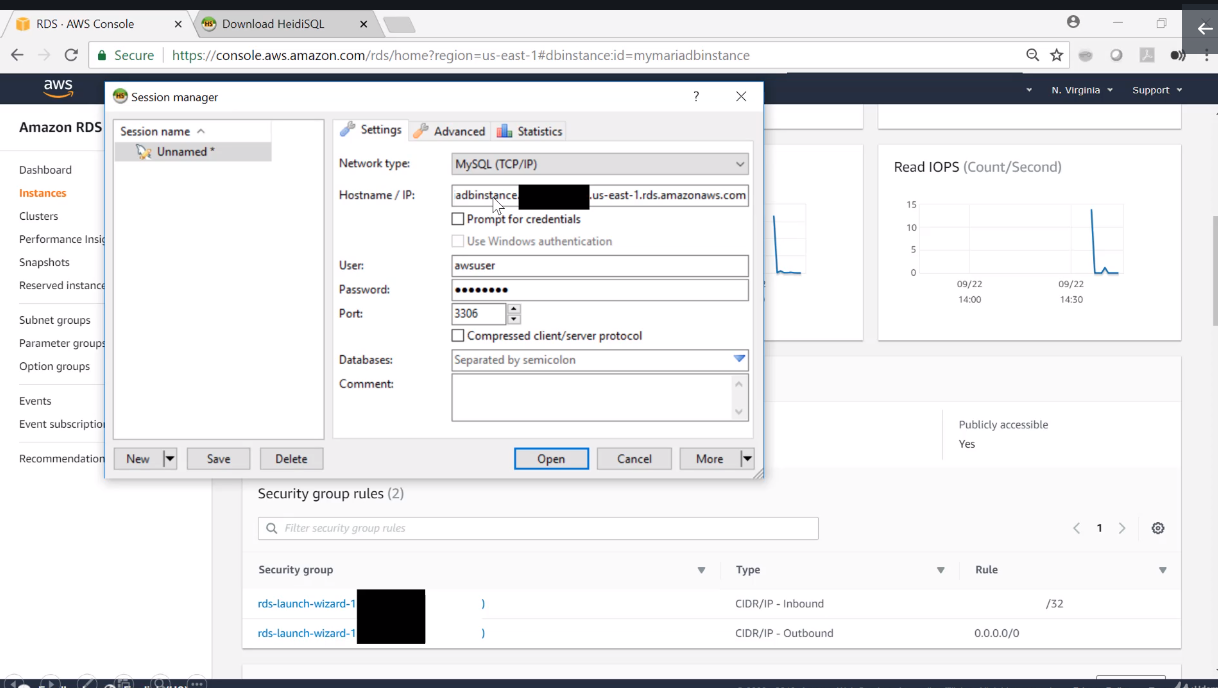 RDS · AWS Console
Download HeidiSQL
Secure
https://console.aws.amazon.com/rds/home?region=us-east-1#dbinstance:id=mymariadbinstance
aws
N. Virginia
Support
Session manager
?
Amazon RDS
Dashboard
Instances
Clusters
Performance Insig
Snapshots
Reserved instance
Subnet groups
Parameter groups
Option groups
Events
Event subscription
Recommendation
Session name
Unnamed *
Settings
Advanced
Statistics
Network type:
MySQL (TCP/IP)
Hostname / IP:
adbinstance.
.us-east-1.rds.amazonaws.com
Prompt for credentials
Use Windows authentication
User:
awsuser
Password:
●●●●●●●●
Port:
3306
Compressed client/server protocol
Databases:
Separated by semicolon
Comment:
New
Save
Delete
Open
Cancel
More
Read IOPS (Count/Second)
15
10
5
0
09/22
14:00
09/22
14:30
Publicly accessible
Yes
Security group rules (2)
Filter security group rules
1
Security group
Type
Rule
rds-launch-wizard-1
)
CIDR/IP - Inbound
/32
rds-launch-wizard-1
)
CIDR/IP - Outbound
0.0.0.0/0